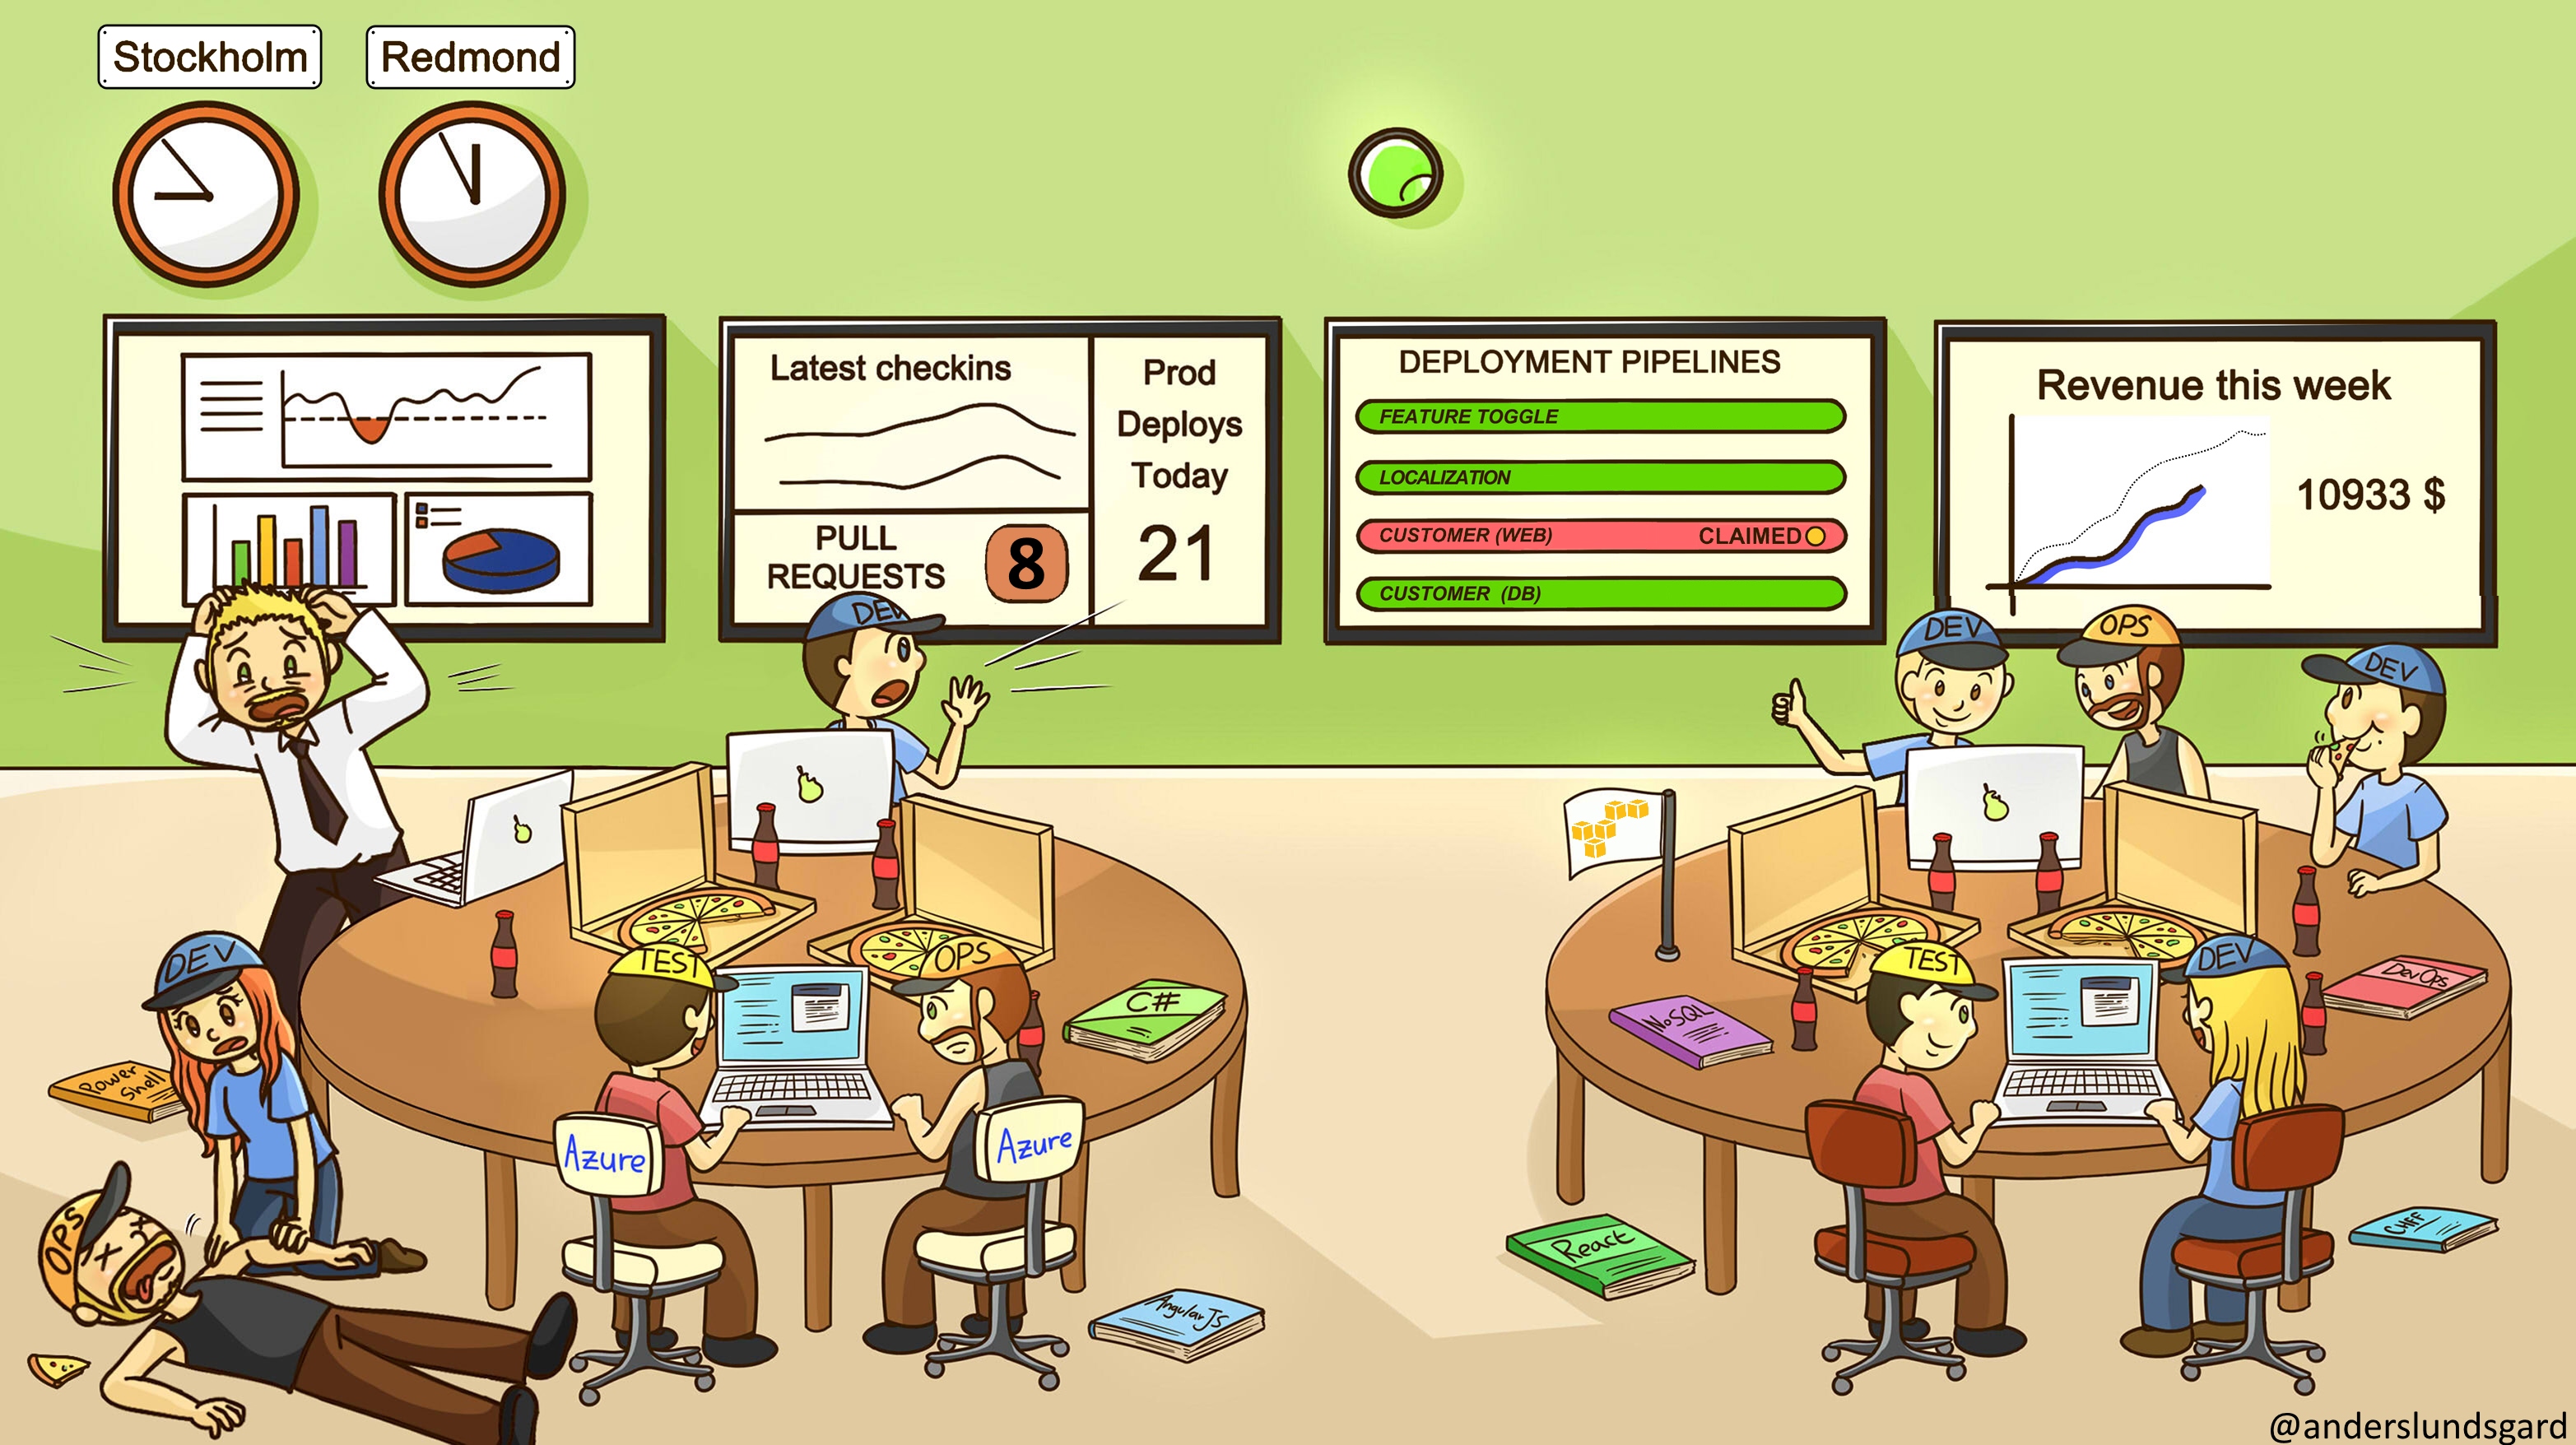 Stockholm
Redmond
Latest checkins
PULL
REQUESTS
8
Prod
Deploys
Today
21
DEPLOYMENT PIPELINES
FEATURE TOGGLE
LOCALIZATION
CUSTOMER (WEB) CLAIMED
CUSTOMER (DB)
Revenue this week
10933 $
DEV
DEV
OPS
DEV
DEV
TEST
OPS
C#
Power
Shell
Azure
Azure
OPS
AngularJS
NoSQL
TEST
DEV
DevOps
React
CHEF
@anderslundsgard